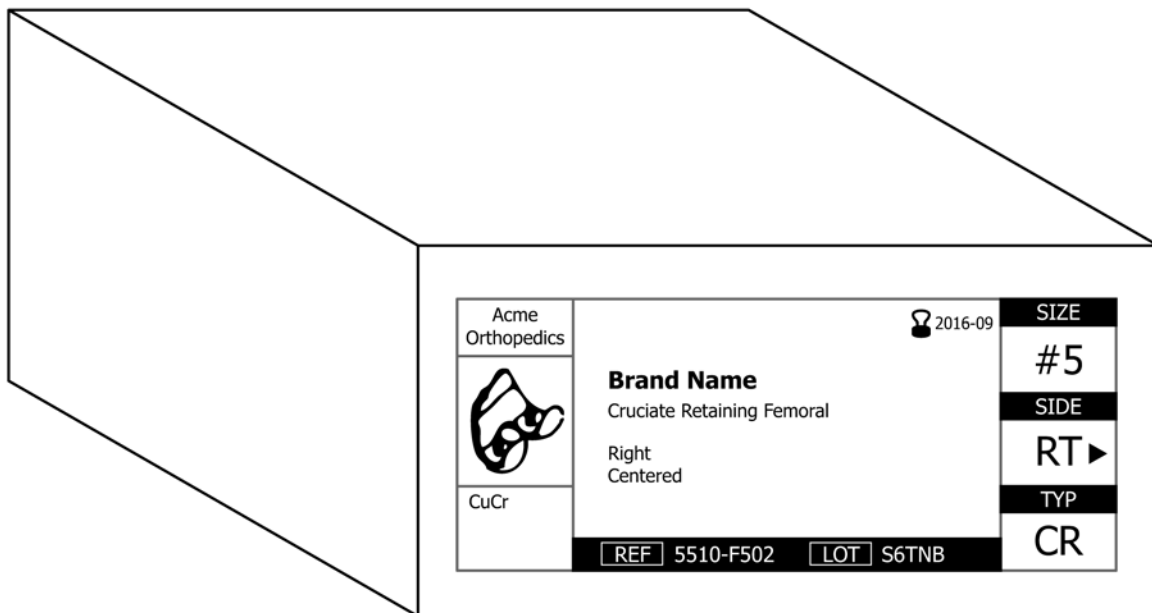 Acme
Orthopedics
CuCr
2016-09
Brand Name
Cruciate Retaining Femoral
Right
Centered
REF 5510-F502 LOT S6TNB
SIZE
#5
SIDE
RT
TYP
CR